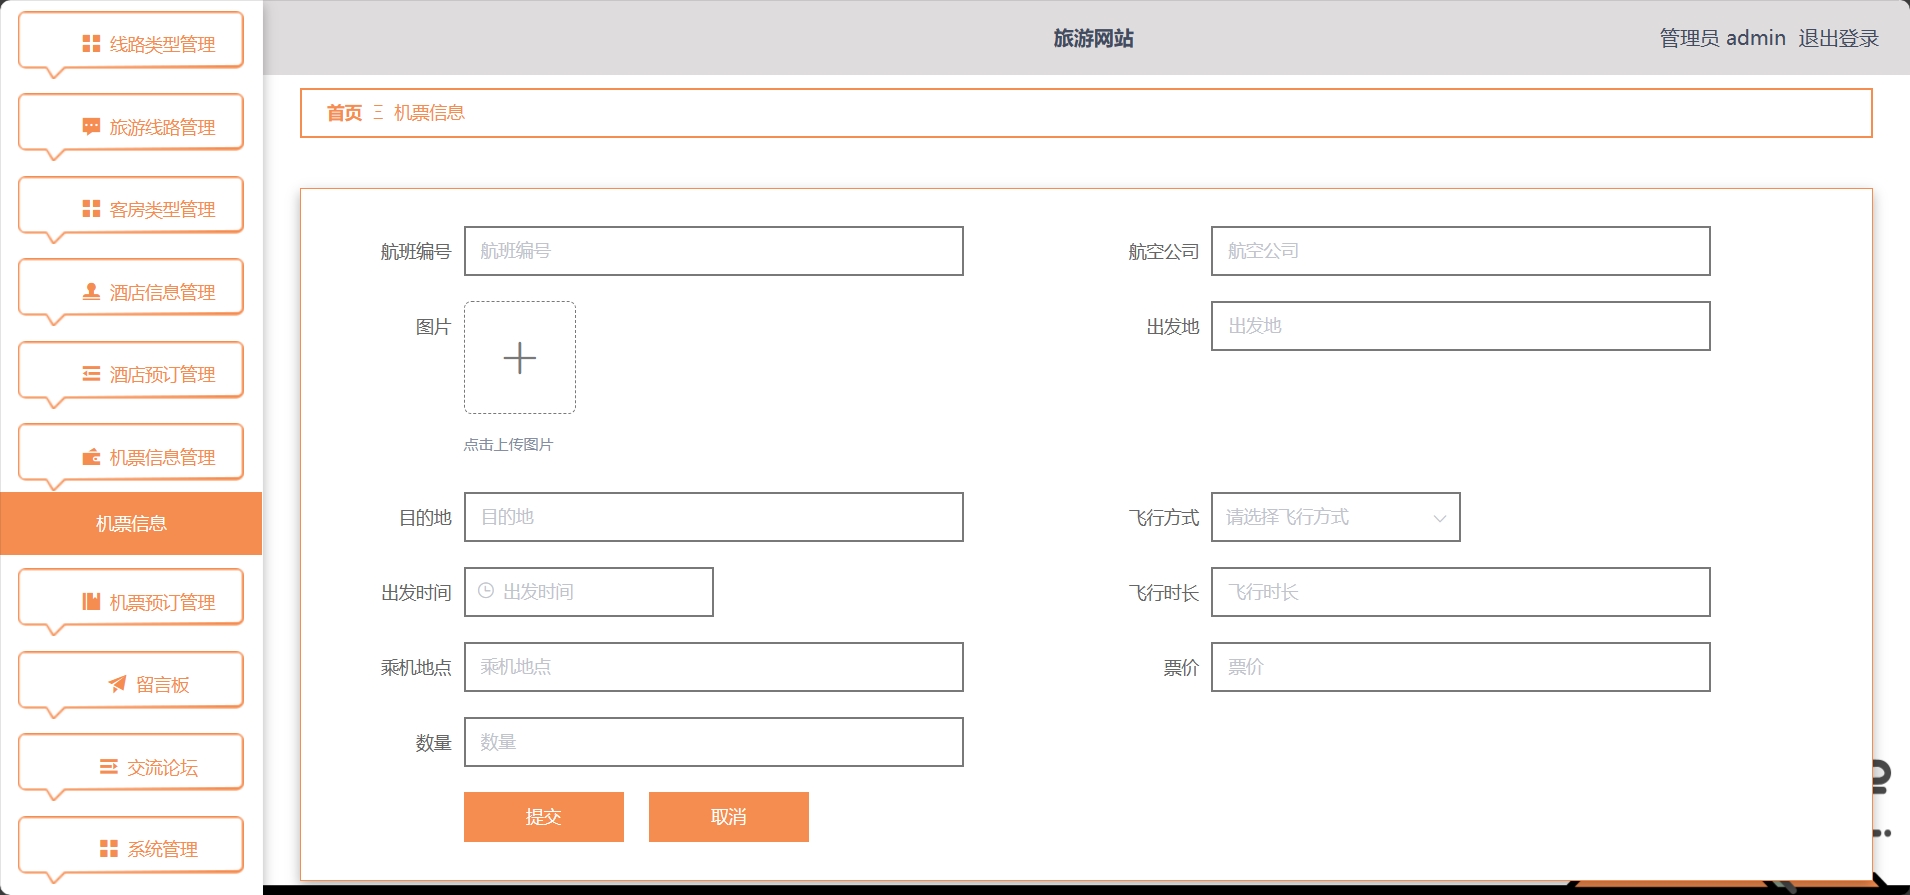 旅游网站
管理员 admin 退出登录
线路类型管理
旅游线路管理
客房类型管理
酒店信息管理
酒店预订管理
机票信息管理
机票信息
机票预订管理
留言板
交流论坛
系统管理
首页 Ξ 机票信息
航班编号 航班编号
航空公司 航空公司
图片
点击上传图片
出发地 出发地
目的地 目的地
飞行方式 请选择飞行方式
出发时间 出发时间
飞行时长 飞行时长
乘机地点 乘机地点
票价 票价
数量 数量
提交 取消